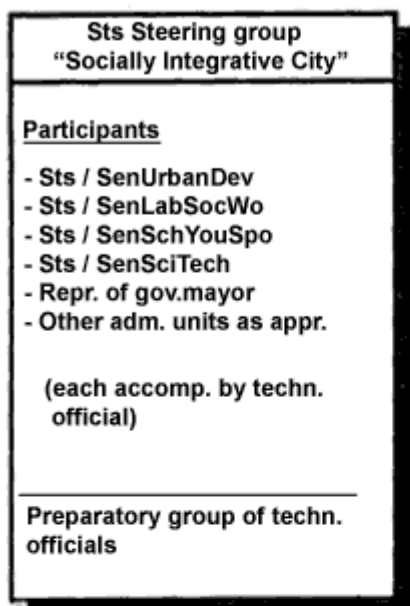 Sts Steering group
“Socially Integrative City”
Participants
- Sts / SenUrbanDev
- Sts / SenLabSocWo
- Sts / SenSchYouSpo
- Sts / SenSciTech
- Repr. of gov.mayor
- Other adm. units as appr.
(each accomp. by techn.
official)
Preparatory group of techn.
officials